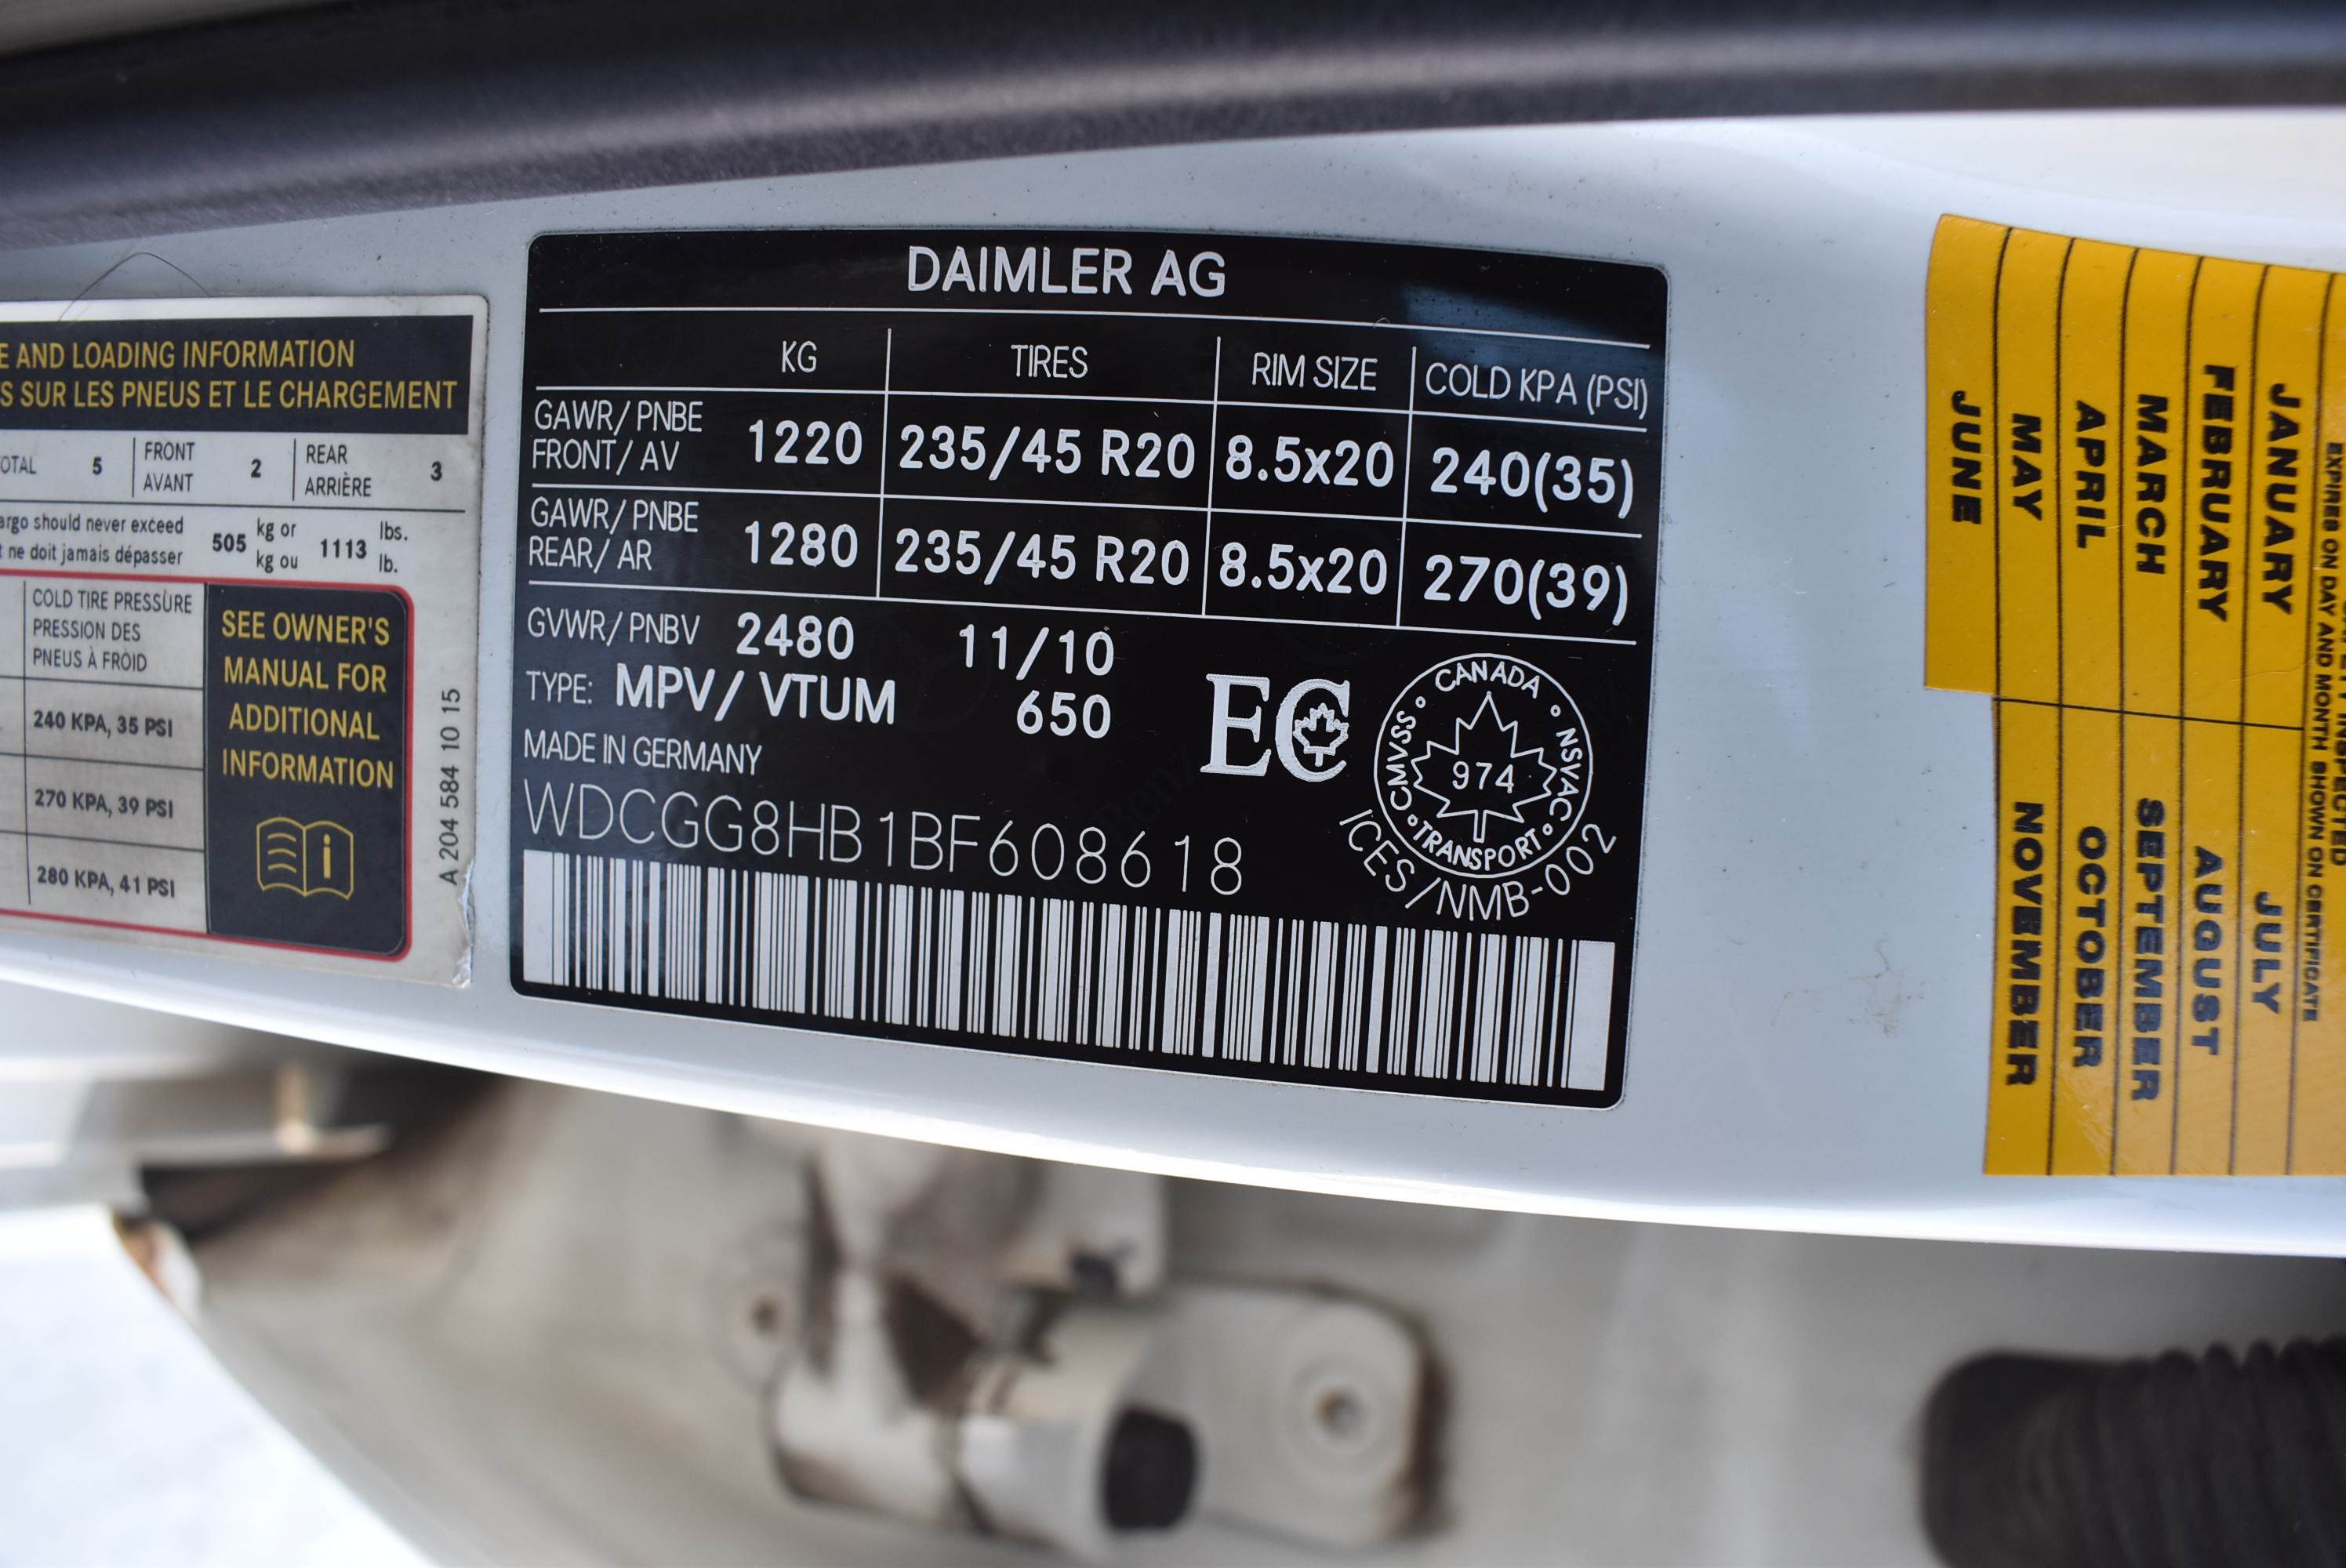 E AND LOADING INFORMATION
S SUR LES PNEUS ET LE CHARGEMENT
OTAL 5 FRONT AVANT 2 REAR ARRIÈRE 3
argo should never exceed
t ne doit jamais dépasser
505 kg or kg ou 1113 lbs. lb.
COLD TIRE PRESSURE
PRESSION DES
PNEUS À FROID
240 KPA, 35 PSI
270 KPA, 39 PSI
280 KPA, 41 PSI
SEE OWNER'S
MANUAL FOR
ADDITIONAL
INFORMATION
i
A 204 584 10 15
DAIMLER AG
KG TIRES RIM SIZE COLD KPA (PSI)
GAWR/ PNBE
FRONT/ AV 1220 235/45 R20 8.5x20 240(35)
GAWR/ PNBE
REAR/ AR 1280 235/45 R20 8.5x20 270(39)
GVWR/ PNBV 2480 11/10
TYPE: MPV/ VTUM 650
MADE IN GERMANY
WDCGG8HB1BF608618
EC
CANADA
CMVSS NSVAC
974
TRANSPORT
ICES/NMB-002
JUNE
MAY
APRIL
MARCH
FEBRUARY
JANUARY
NOVEMBER
OCTOBER
SEPTEMBER
AUGUST
JULY
EXPIRES ON DAY AND MONTH SHOWN ON CERTIFICATE
INSPECTED